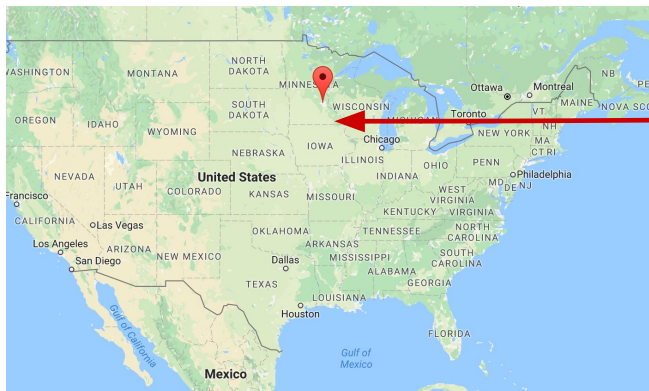 Ottawa
Montreal
NB
PE
WASHINGTON
MONTANA
NORTH
DAKOTA
MINNESOTA
MAINE
NOVA SCO
VT
Toronto
NH
OREGON
IDAHO
SOUTH
DAKOTA
WISCONSIN
MICHIGAN
NEW YORK
MA
CT RI
WYOMING
Chicago
IOWA
NEBRASKA
ILLINOIS
INDIANA
OHIO
PENN
Philadelphia
MD
DE
NJ
United States
NEVADA
UTAH
COLORADO
KANSAS
MISSOURI
WEST
VIRGINIA
KENTUCKY
VIRGINIA
Francisco
CALIFORNIA
Las Vegas
Los Angeles
ARIZONA
NEW MEXICO
San Diego
OKLAHOMA
ARKANSAS
TENNESSEE
NORTH
CAROLINA
SOUTH
CAROLINA
Dallas
MISSISSIPPI
ALABAMA
GEORGIA
TEXAS
LOUISIANA
Houston
FLORIDA
Gulf of California
Gulf of
Mexico
Mexico